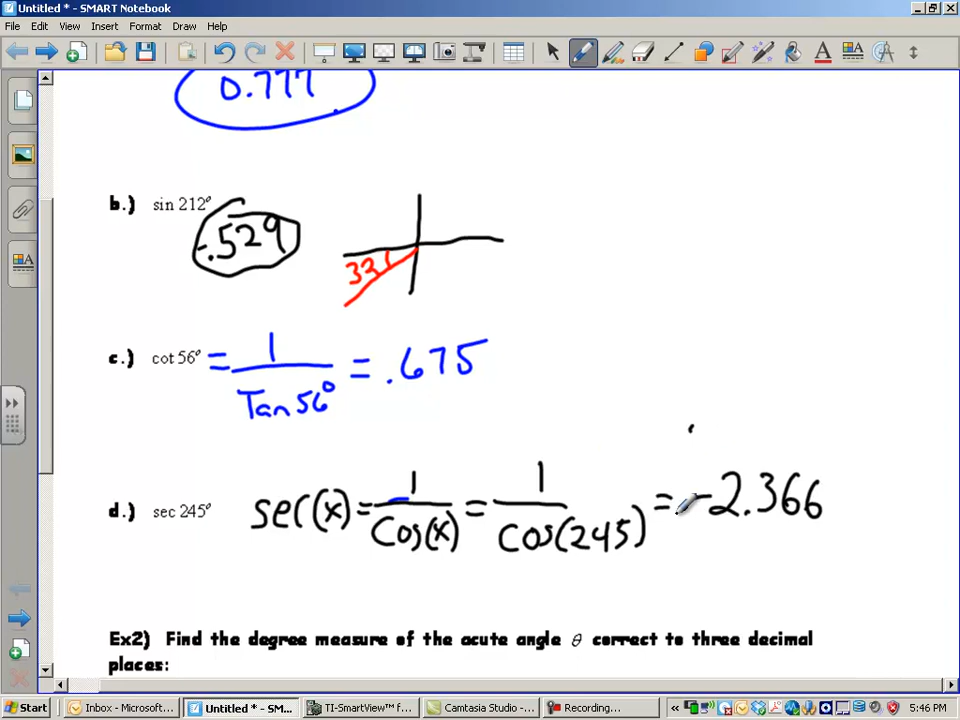 Untitled * - SMART Notebook
File Edit View Insert Format Draw Help
0.777
b.) sin 212°
-.529
32
c.) cot 56° = 1 / Tan 56° = .675
d.) sec 245° sec(x) = 1 / Cos(x) = 1 / Cos(245) = -2.366
Ex2) Find the degree measure of the acute angle θ correct to three decimal
places:
Start Inbox - Microsoft ... Untitled * - SM... TI-SmartView™ f... Camtasia Studio - ... Recording... 5:46 PM